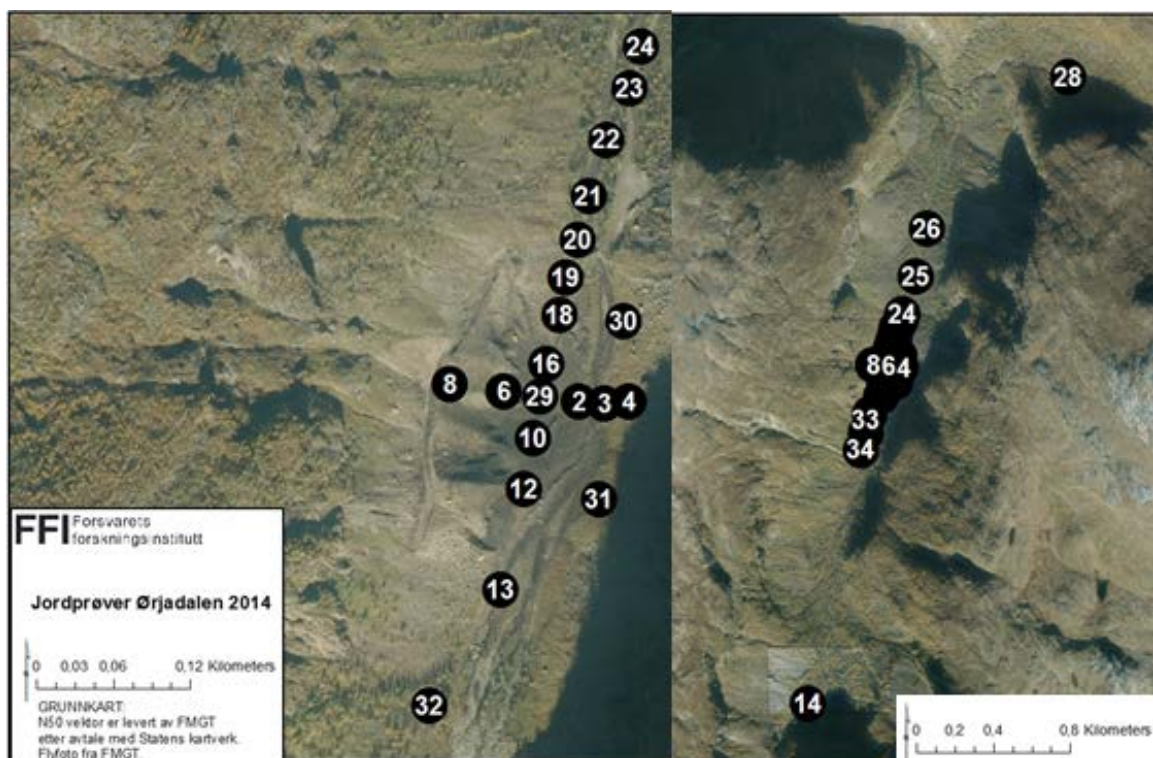 24
23
22
21
20
19
18
30
16
8
6
29
2
3
4
10
12
31
13
32
FFI Forsvarets
forskningsinstitutt
Jordprøver Ørjadalen 2014
0 0,03 0,06 0,12 Kilometers
GRUNNKART:
N50 vektor er levert av FMGT
etter avtale med Statens kartverk.
Flyfoto fra FMGT.
28
26
25
24
8 6 4
33
34
14
0 0,2 0,4 0,8 Kilometers